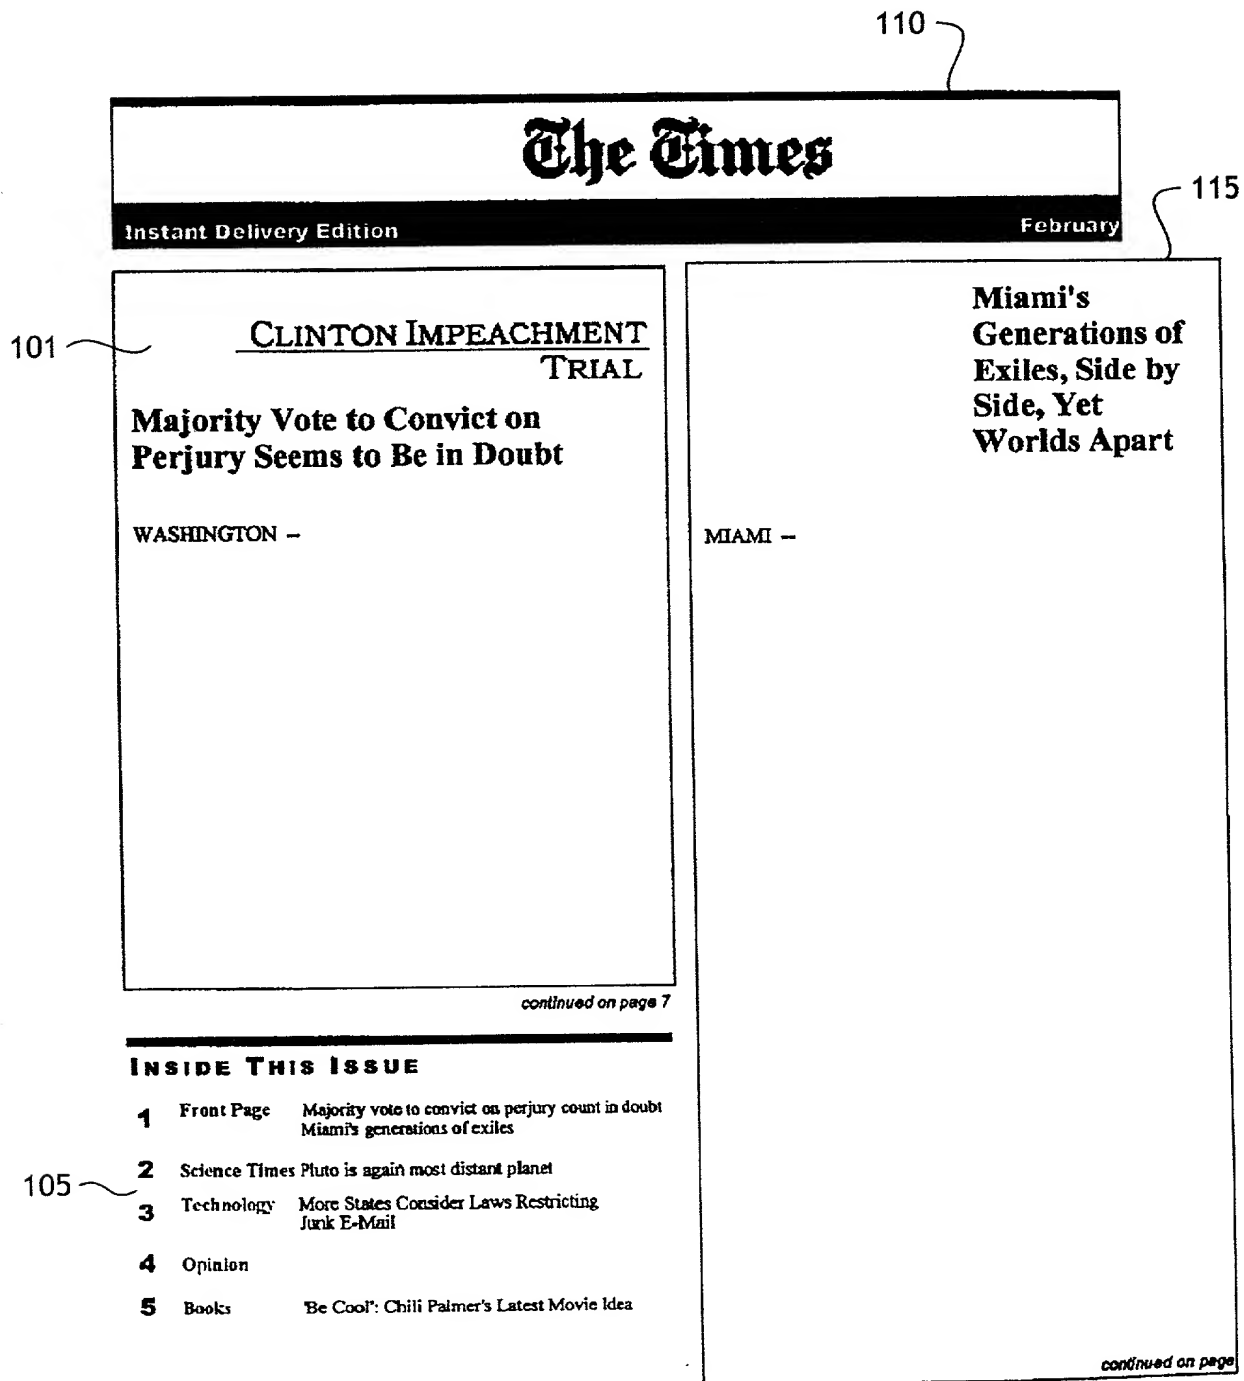 110
The Times
115
Instant Delivery Edition February
101
CLINTON IMPEACHMENT
TRIAL
Majority Vote to Convict on
Perjury Seems to Be in Doubt
WASHINGTON –
continued on page 7
Miami's
Generations of
Exiles, Side by
Side, Yet
Worlds Apart
MIAMI –
continued on page
INSIDE THIS ISSUE
1 Front Page Majority vote to convict on perjury count in doubt
Miami's generations of exiles
2 Science Times Pluto is again most distant planet
105
3 Technology More States Consider Laws Restricting
Junk E-Mail
4 Opinion
5 Books 'Be Cool': Chili Palmer's Latest Movie Idea